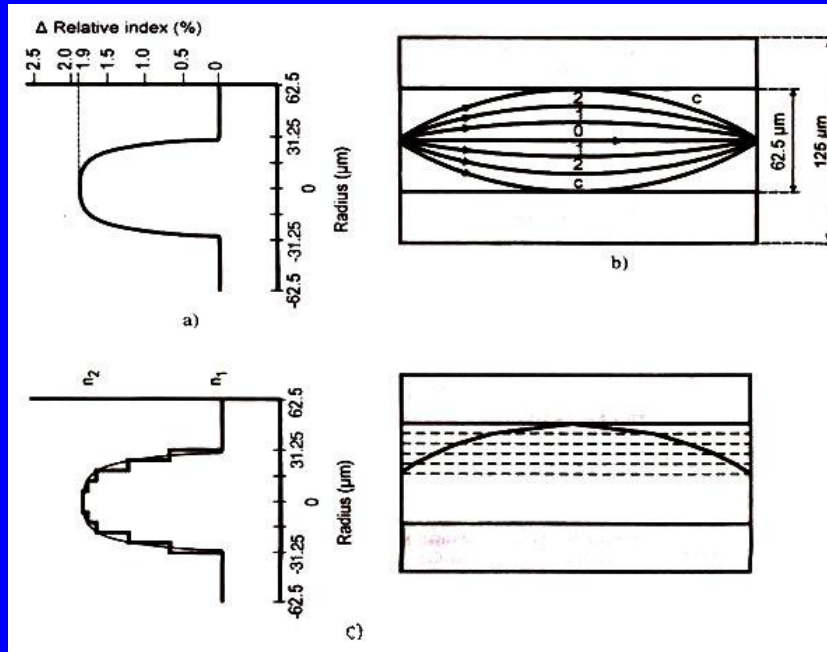 Δ Relative index (%)
2.5 2.0 1.9 1.5 1.0 0.5 0
62.5
31.25
0
-31.25
-62.5
Radius (µm)
a)
2
1
0
1
2
c
c
62.5 µm
125 µm
b)
n2
n1
62.5
31.25
0
-31.25
-62.5
Radius (µm)
c)